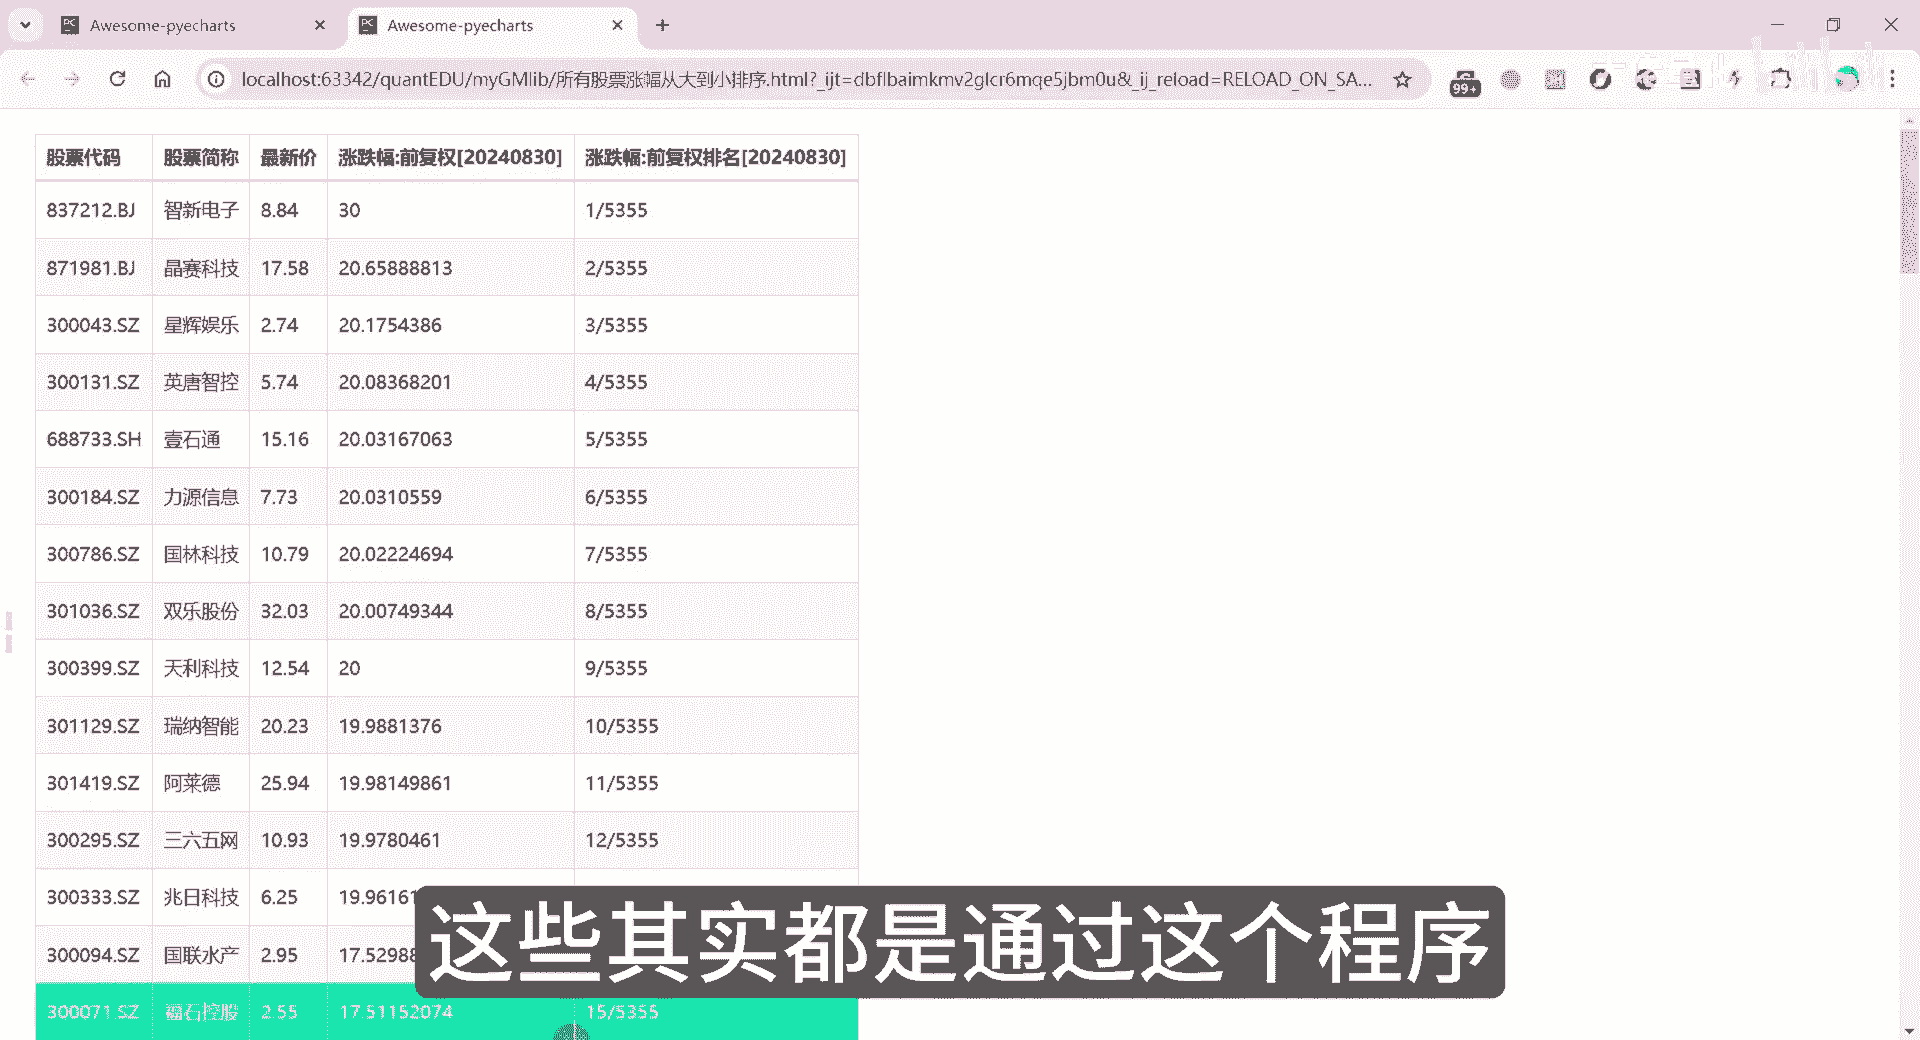 Awesome-pyecharts
Awesome-pyecharts
localhost:63342/quantEDU/myGMlib/所有股票涨幅从大到小排序.html?_ijt=dbflbaimkmv2glcr6mqe5jbm0u&_ij_reload=RELOAD_ON_SA...
99+
股票代码 股票简称 最新价 涨跌幅:前复权[20240830] 涨跌幅:前复权排名[20240830]
837212.BJ 智新电子 8.84 30 1/5355
871981.BJ 晶赛科技 17.58 20.65888813 2/5355
300043.SZ 星辉娱乐 2.74 20.1754386 3/5355
300131.SZ 英唐智控 5.74 20.08368201 4/5355
688733.SH 壹石通 15.16 20.03167063 5/5355
300184.SZ 力源信息 7.73 20.0310559 6/5355
300786.SZ 国林科技 10.79 20.02224694 7/5355
301036.SZ 双乐股份 32.03 20.00749344 8/5355
300399.SZ 天利科技 12.54 20 9/5355
301129.SZ 瑞纳智能 20.23 19.9881376 10/5355
301419.SZ 阿莱德 25.94 19.98149861 11/5355
300295.SZ 三六五网 10.93 19.9780461 12/5355
300333.SZ 兆日科技 6.25 19.96161
300094.SZ 国联水产 2.95 17.52988
300071.SZ 福石控股 2.55 17.51152074 15/5355
这些其实都是通过这个程序